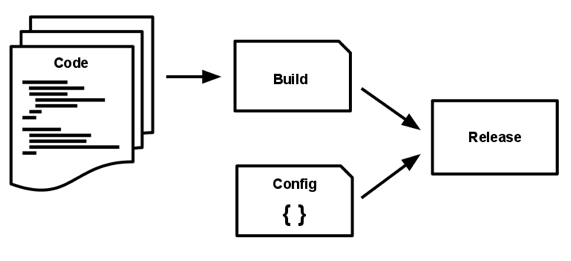 Code
Build
Config
{ }
Release